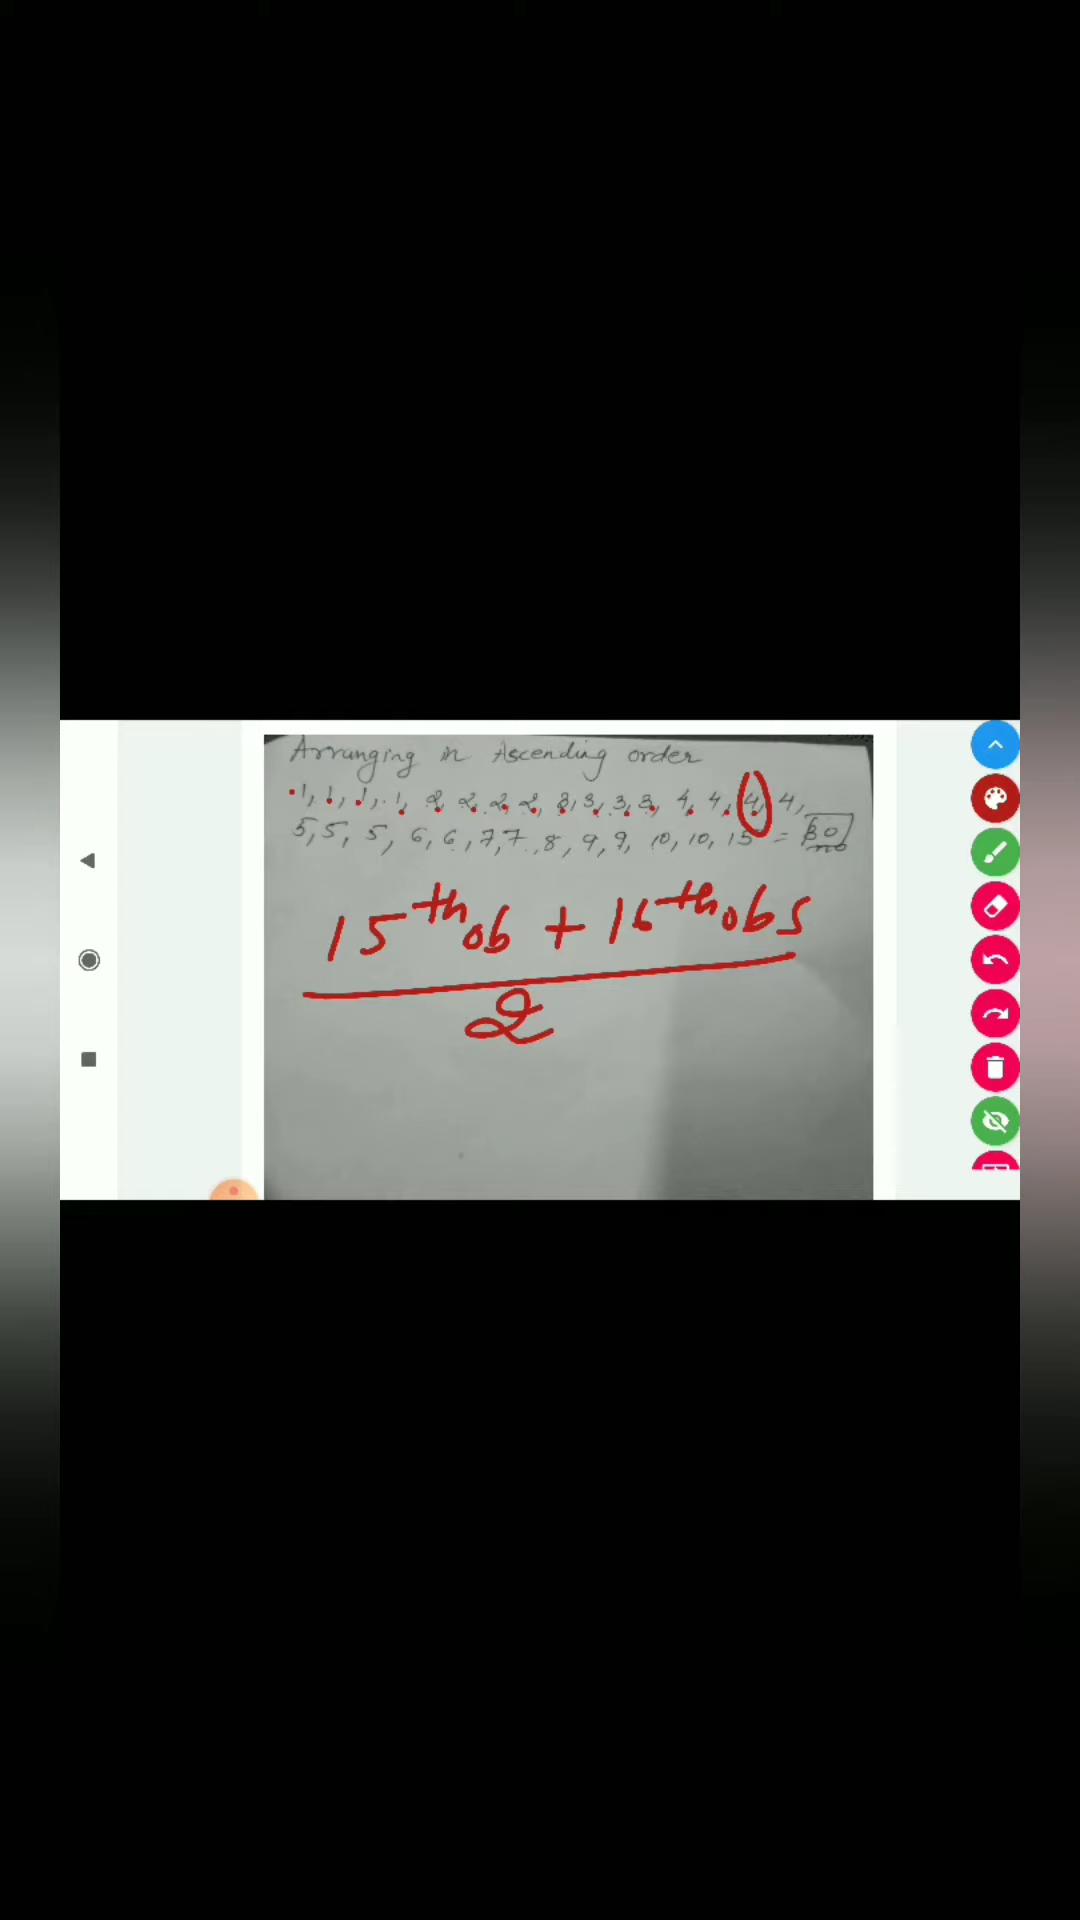 Arranging in Ascending order
1, 1, 1, 1, 2, 2, 2, 2, 3, 3, 3, 3, 4, 4, 4, 4,
5, 5, 5, 6, 6, 7, 7, 8, 9, 9, 10, 10, 15 = 30
15th ob + 16th obs
2